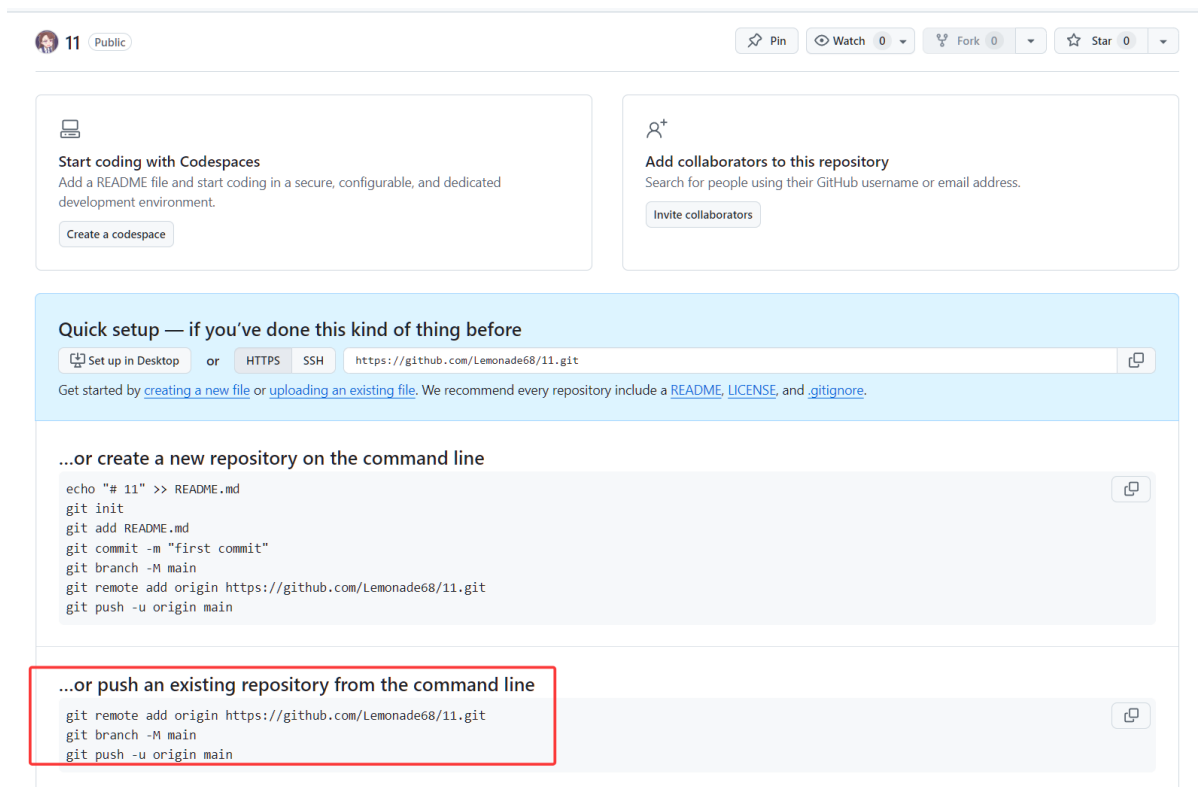 11 Public
Pin
Watch 0
Fork 0
Star 0
Start coding with Codespaces
Add a README file and start coding in a secure, configurable, and dedicated
development environment.
Create a codespace
Add collaborators to this repository
Search for people using their GitHub username or email address.
Invite collaborators
Quick setup — if you’ve done this kind of thing before
Set up in Desktop or HTTPS SSH https://github.com/Lemonade68/11.git
Get started by creating a new file or uploading an existing file. We recommend every repository include a README, LICENSE, and .gitignore.
…or create a new repository on the command line
echo "# 11" >> README.md
git init
git add README.md
git commit -m "first commit"
git branch -M main
git remote add origin https://github.com/Lemonade68/11.git
git push -u origin main
…or push an existing repository from the command line
git remote add origin https://github.com/Lemonade68/11.git
git branch -M main
git push -u origin main